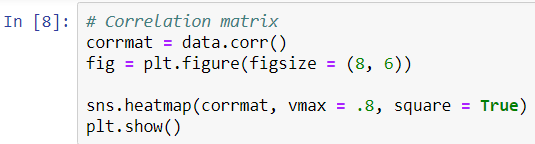 In [8]: # Correlation matrix
corrmat = data.corr()
fig = plt.figure(figsize = (8, 6))
sns.heatmap(corrmat, vmax = .8, square = True)
plt.show()